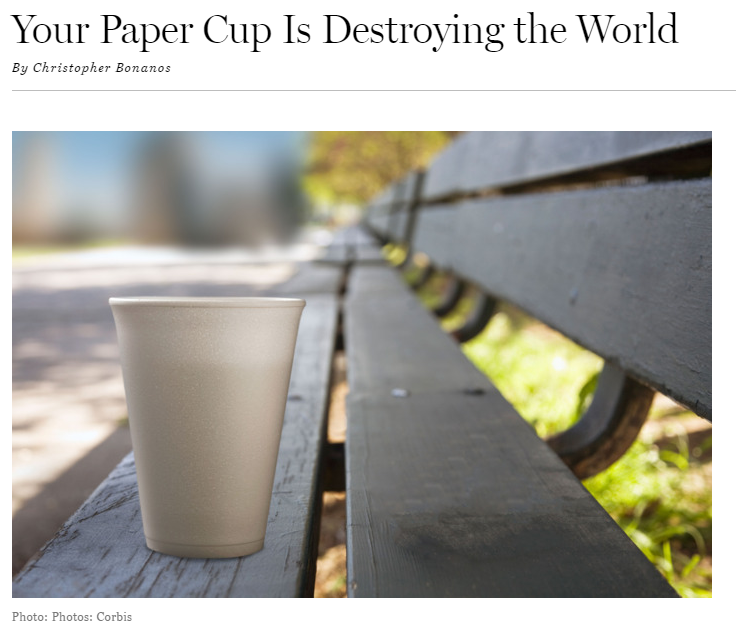 Your Paper Cup Is Destroying the World
By Christopher Bonanos
Photo: Photos: Corbis